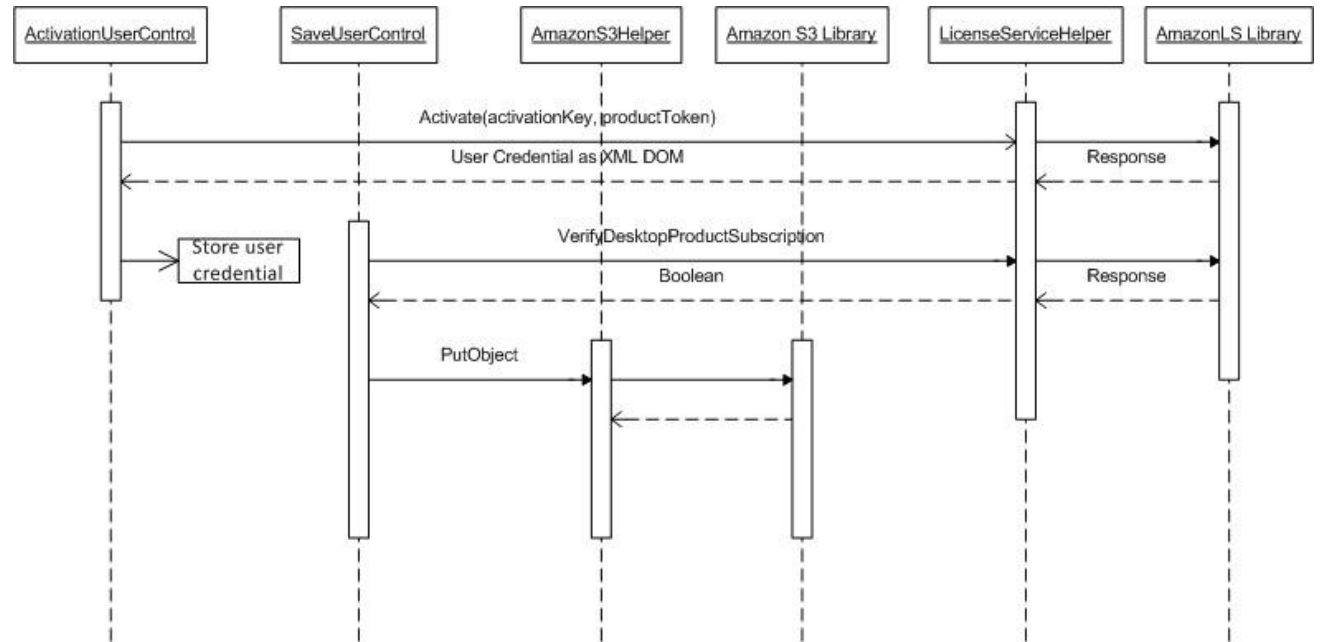 ActivationUserControl
SaveUserControl
AmazonS3Helper
Amazon S3 Library
LicenseServiceHelper
AmazonLS Library
Activate(activationKey, productToken)
User Credential as XML DOM
Response
Store user
credential
VerifyDesktopProductSubscription
Boolean
Response
PutObject